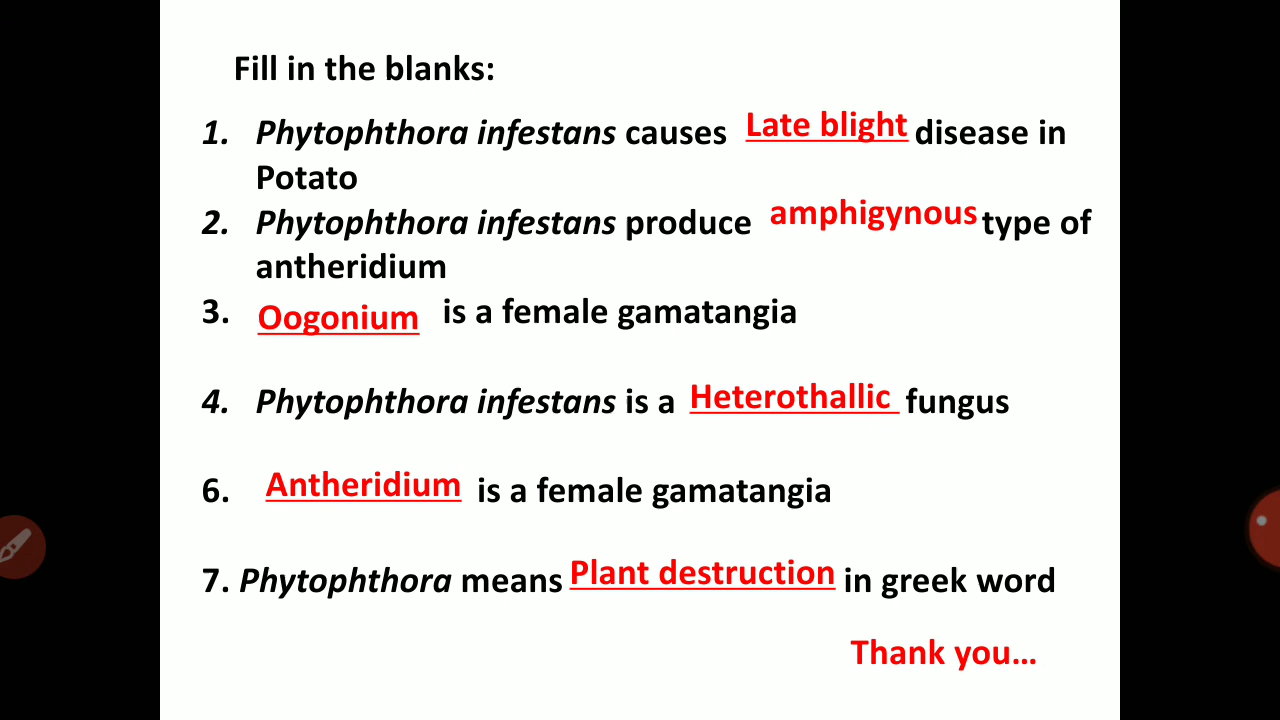 Fill in the blanks:
1. Phytophthora infestans causes Late blight disease in
Potato
2. Phytophthora infestans produce amphigynous type of
antheridium
3. Oogonium is a female gamatangia
4. Phytophthora infestans is a Heterothallic fungus
6. Antheridium is a female gamatangia
7. Phytophthora means Plant destruction in greek word
Thank you...